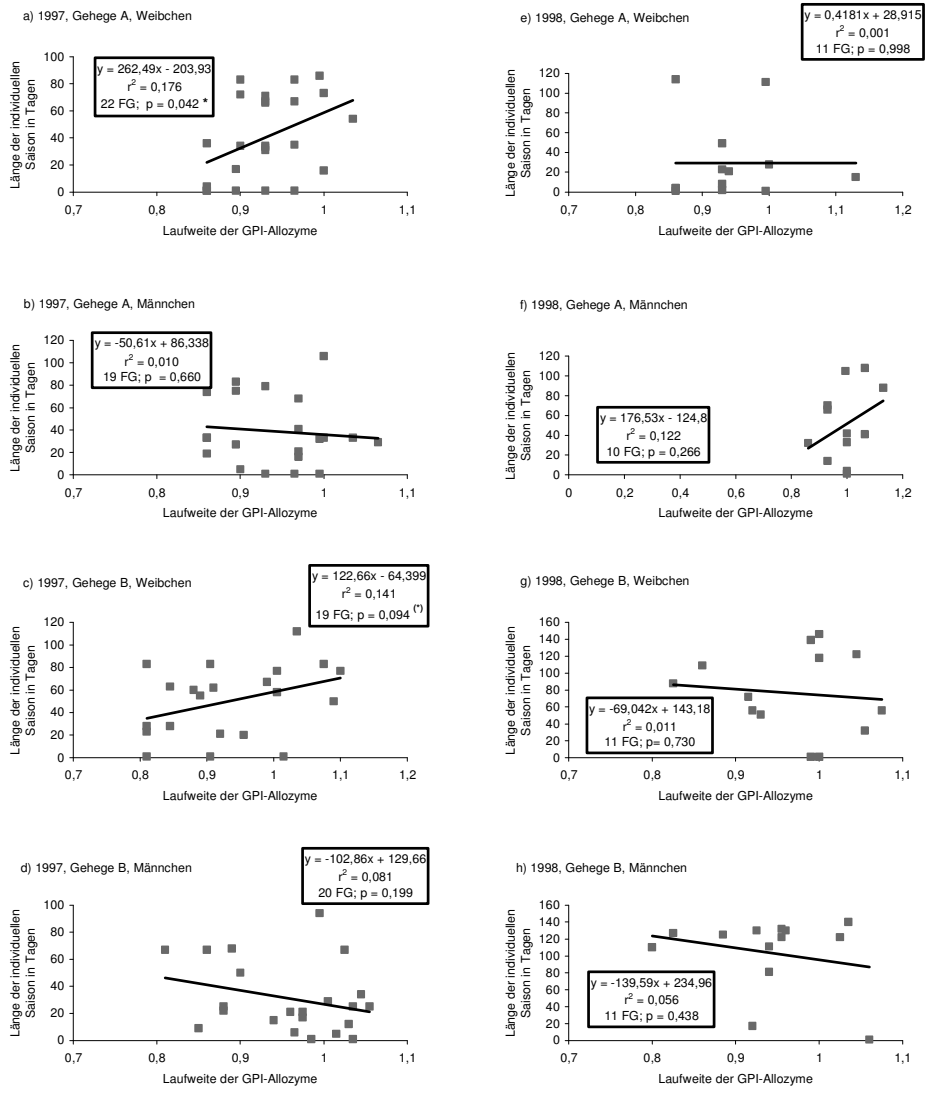 a) 1997, Gehege A, Weibchen
y = 262,49x - 203,93
r² = 0,176
22 FG; p = 0,042 *
Länge der individuellen
Saison in Tagen
100
80
60
40
20
0
0,7 0,8 0,9 1 1,1
Laufweite der GPI-Allozyme
b) 1997, Gehege A, Männchen
y = -50,61x + 86,338
r² = 0,010
19 FG; p = 0,660
Länge der individuellen
Saison in Tagen
120
100
80
60
40
20
0
0,7 0,8 0,9 1 1,1
Laufweite der GPI-Allozyme
c) 1997, Gehege B, Weibchen
y = 122,66x - 64,399
r² = 0,141
19 FG; p = 0,094 (*)
Länge der individuellen
Saison in Tagen
120
100
80
60
40
20
0
0,7 0,8 0,9 1 1,1 1,2
Laufweite der GPI-Allozyme
d) 1997, Gehege B, Männchen
y = -102,86x + 129,66
r² = 0,081
20 FG; p = 0,199
Länge der individuellen
Saison in Tagen
100
80
60
40
20
0
0,7 0,8 0,9 1 1,1
Laufweite der GPI-Allozyme
e) 1998, Gehege A, Weibchen
y = 0,4181x + 28,915
r² = 0,001
11 FG; p = 0,998
Länge der individuellen
Saison in Tagen
120
100
80
60
40
20
0
0,7 0,8 0,9 1 1,1 1,2
Laufweite der GPI-Allozyme
f) 1998, Gehege A, Männchen
y = 176,53x - 124,8
r² = 0,122
10 FG; p = 0,266
Länge der individuellen
Saison in Tagen
120
100
80
60
40
20
0
0 0,2 0,4 0,6 0,8 1 1,2
Laufweite der GPI-Allozyme
g) 1998, Gehege B, Weibchen
y = -69,042x + 143,18
r² = 0,011
11 FG; p= 0,730
Länge der individuellen
Saison in Tagen
160
140
120
100
80
60
40
20
0
0,7 0,8 0,9 1 1,1
Laufweite der GPI-Allozyme
h) 1998, Gehege B, Männchen
y = -139,59x + 234,96
r² = 0,056
11 FG; p = 0,438
Länge der individuellen
Saison in Tagen
160
140
120
100
80
60
40
20
0
0,7 0,8 0,9 1 1,1
Laufweite der GPI-Allozyme